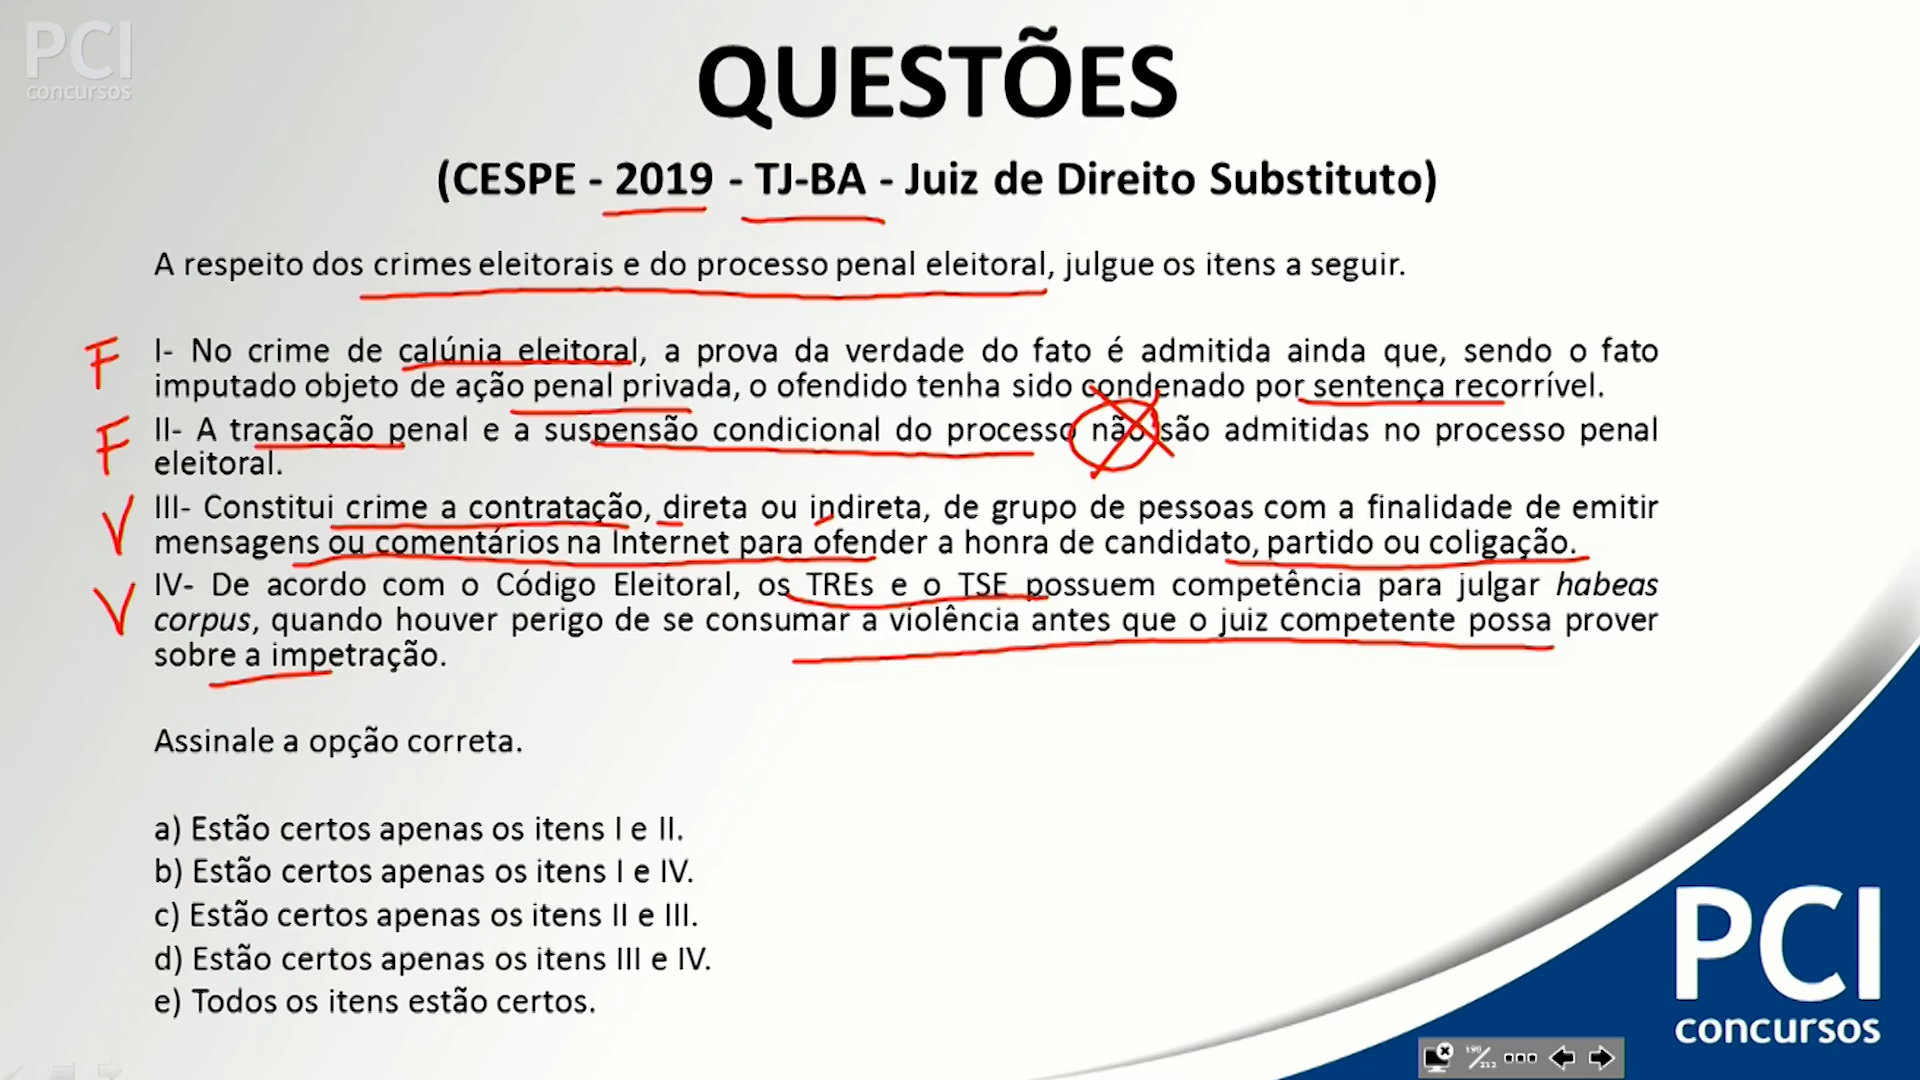 PCI
concursos
QUESTÕES
(CESPE - 2019 - TJ-BA - Juiz de Direito Substituto)
A respeito dos crimes eleitorais e do processo penal eleitoral, julgue os itens a seguir.
F I- No crime de calúnia eleitoral, a prova da verdade do fato é admitida ainda que, sendo o fato
imputado objeto de ação penal privada, o ofendido tenha sido condenado por sentença recorrível.
F II- A transação penal e a suspensão condicional do processo não são admitidas no processo penal
eleitoral.
V III- Constitui crime a contratação, direta ou indireta, de grupo de pessoas com a finalidade de emitir
mensagens ou comentários na Internet para ofender a honra de candidato, partido ou coligação.
V IV- De acordo com o Código Eleitoral, os TREs e o TSE possuem competência para julgar habeas
corpus, quando houver perigo de se consumar a violência antes que o juiz competente possa prover
sobre a impetração.
Assinale a opção correta.
a) Estão certos apenas os itens I e II.
b) Estão certos apenas os itens I e IV.
c) Estão certos apenas os itens II e III.
d) Estão certos apenas os itens III e IV.
e) Todos os itens estão certos.
PCI
concursos